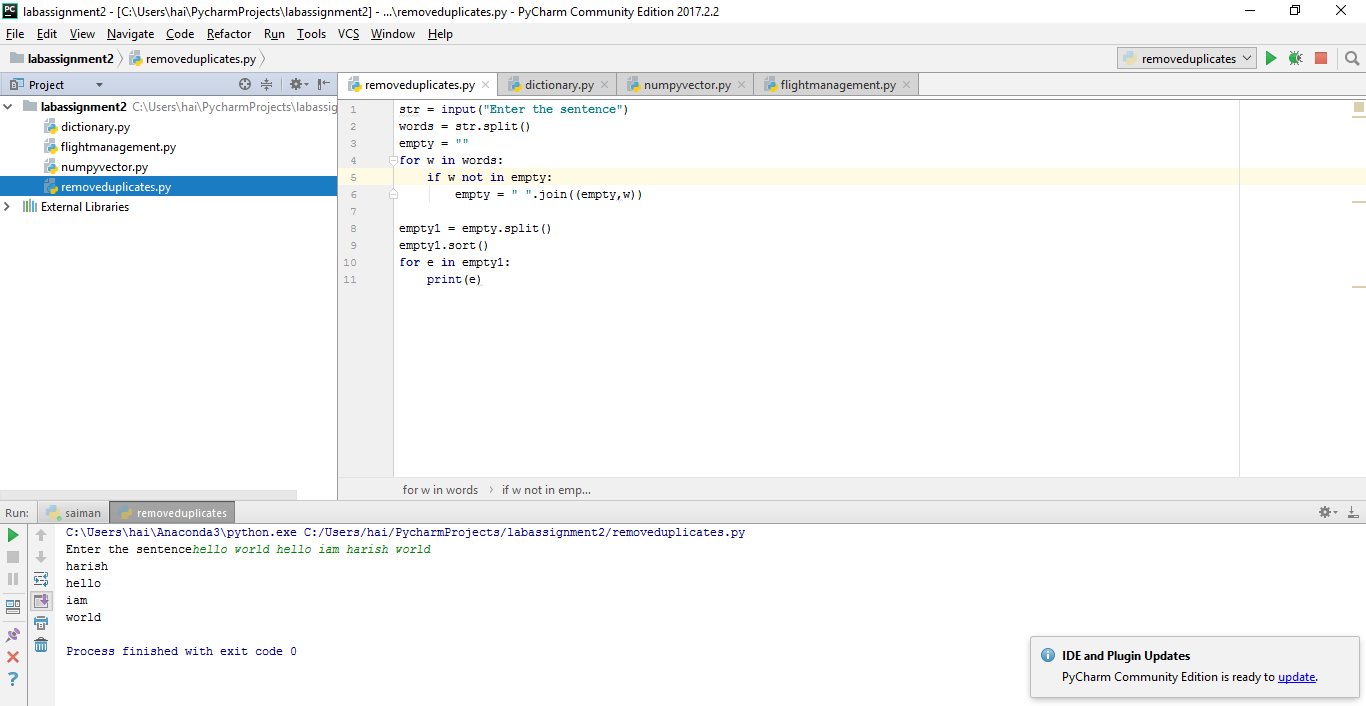 labassignment2 - [C:\Users\hai\PycharmProjects\labassignment2] - ...\removeduplicates.py - PyCharm Community Edition 2017.2.2
File Edit View Navigate Code Refactor Run Tools VCS Window Help
labassignment2 removeduplicates.py removeduplicates
Project removeduplicates.py dictionary.py numpyvector.py flightmanagement.py
labassignment2 C:\Users\hai\PycharmProjects\labassig
dictionary.py
flightmanagement.py
numpyvector.py
removeduplicates.py
External Libraries
1 str = input("Enter the sentence")
2 words = str.split()
3 empty = ""
4 for w in words:
5 if w not in empty:
6 empty = " ".join((empty,w))
7
8 empty1 = empty.split()
9 empty1.sort()
10 for e in empty1:
11 print(e)
for w in words › if w not in emp...
Run: saiman removeduplicates
C:\Users\hai\Anaconda3\python.exe C:/Users/hai/PycharmProjects/labassignment2/removeduplicates.py
Enter the sentencehello world hello iam harish world
harish
hello
iam
world
Process finished with exit code 0
IDE and Plugin Updates
PyCharm Community Edition is ready to update.